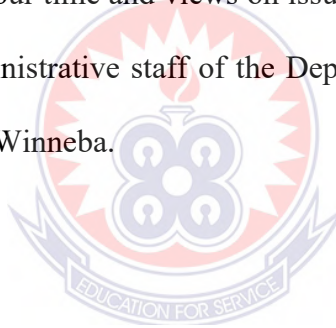 our time and views on issu
nistrative staff of the Dep
Winneba.
EDUCATION FOR SERVICE